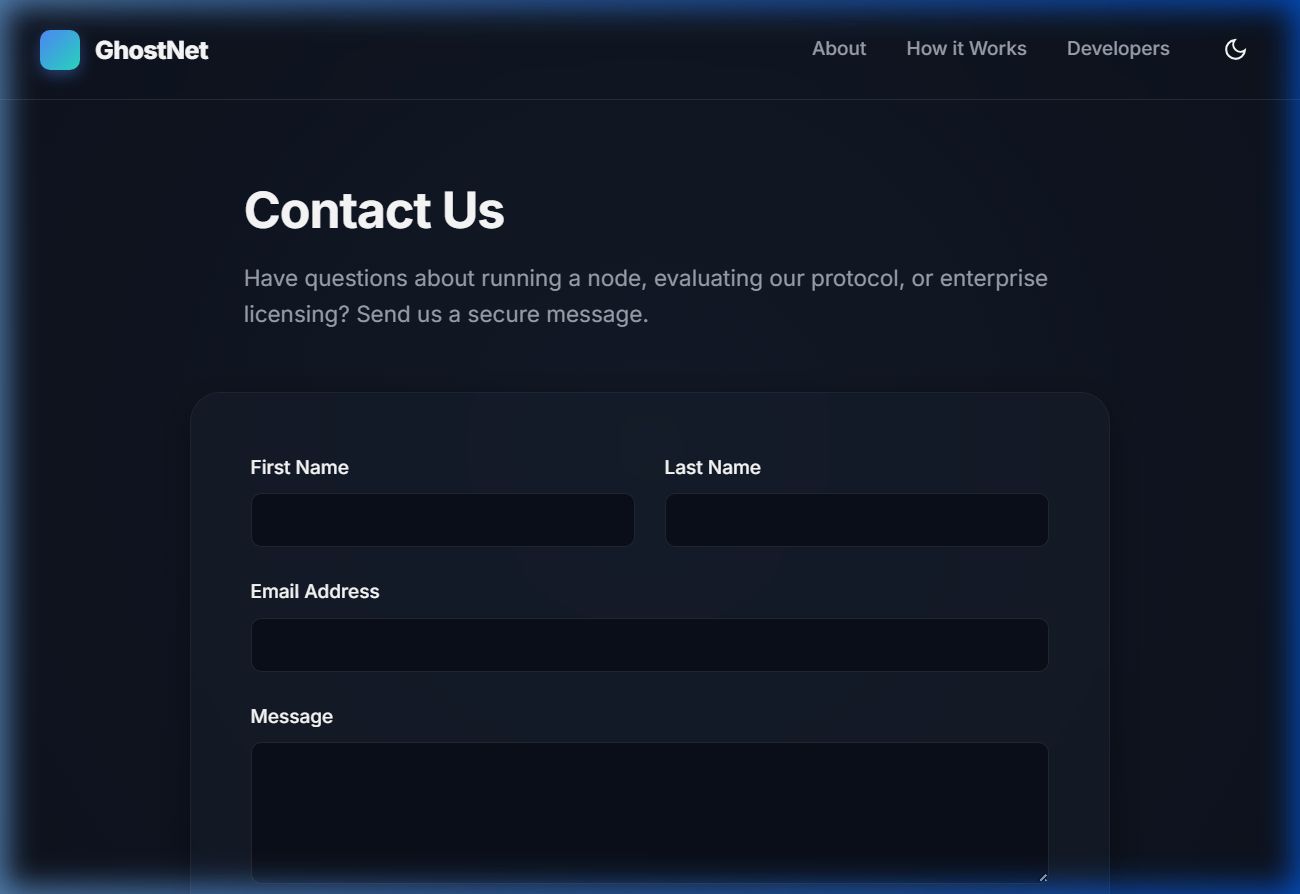 GhostNet
About
How it Works
Developers
Contact Us
Have questions about running a node, evaluating our protocol, or enterprise
licensing? Send us a secure message.
First Name
Last Name
Email Address
Message